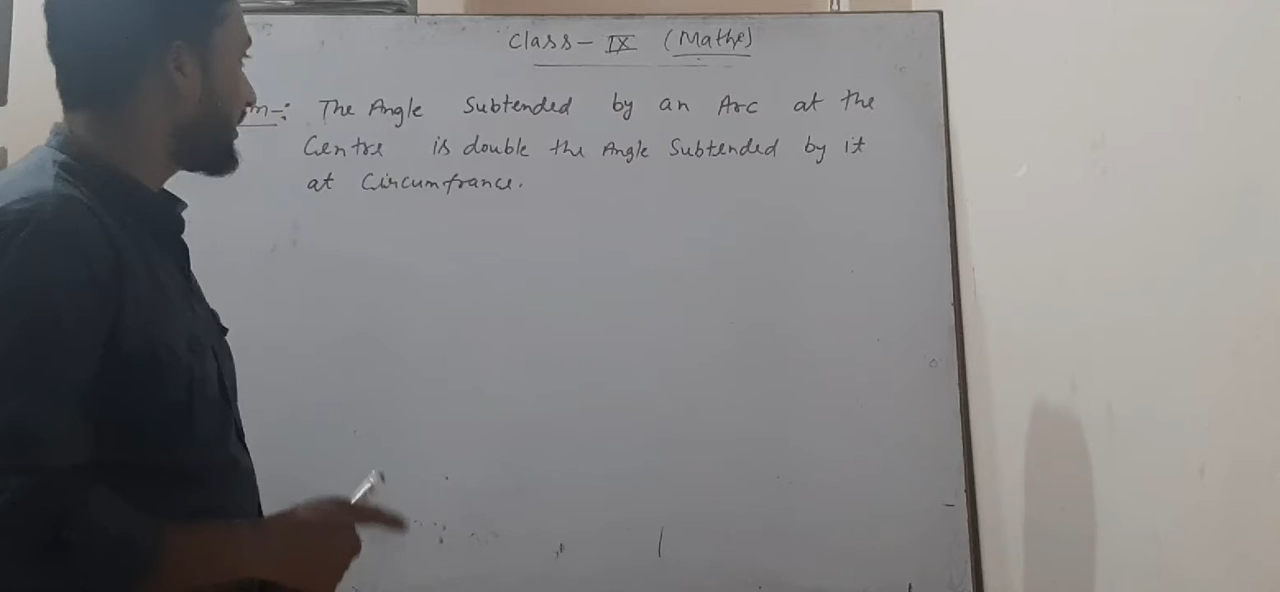 Class - IX (Maths)
m-: The Angle Subtended by an Arc at the
Centre is double the Angle Subtended by it
at Circumfrance.